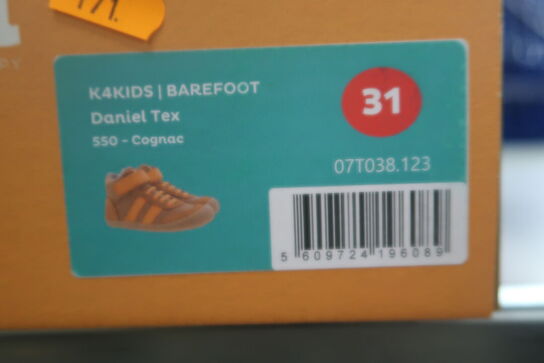 K4KIDS | BAREFOOT
Daniel Tex
550 - Cognac
31
07T038.123
5 609724 196089